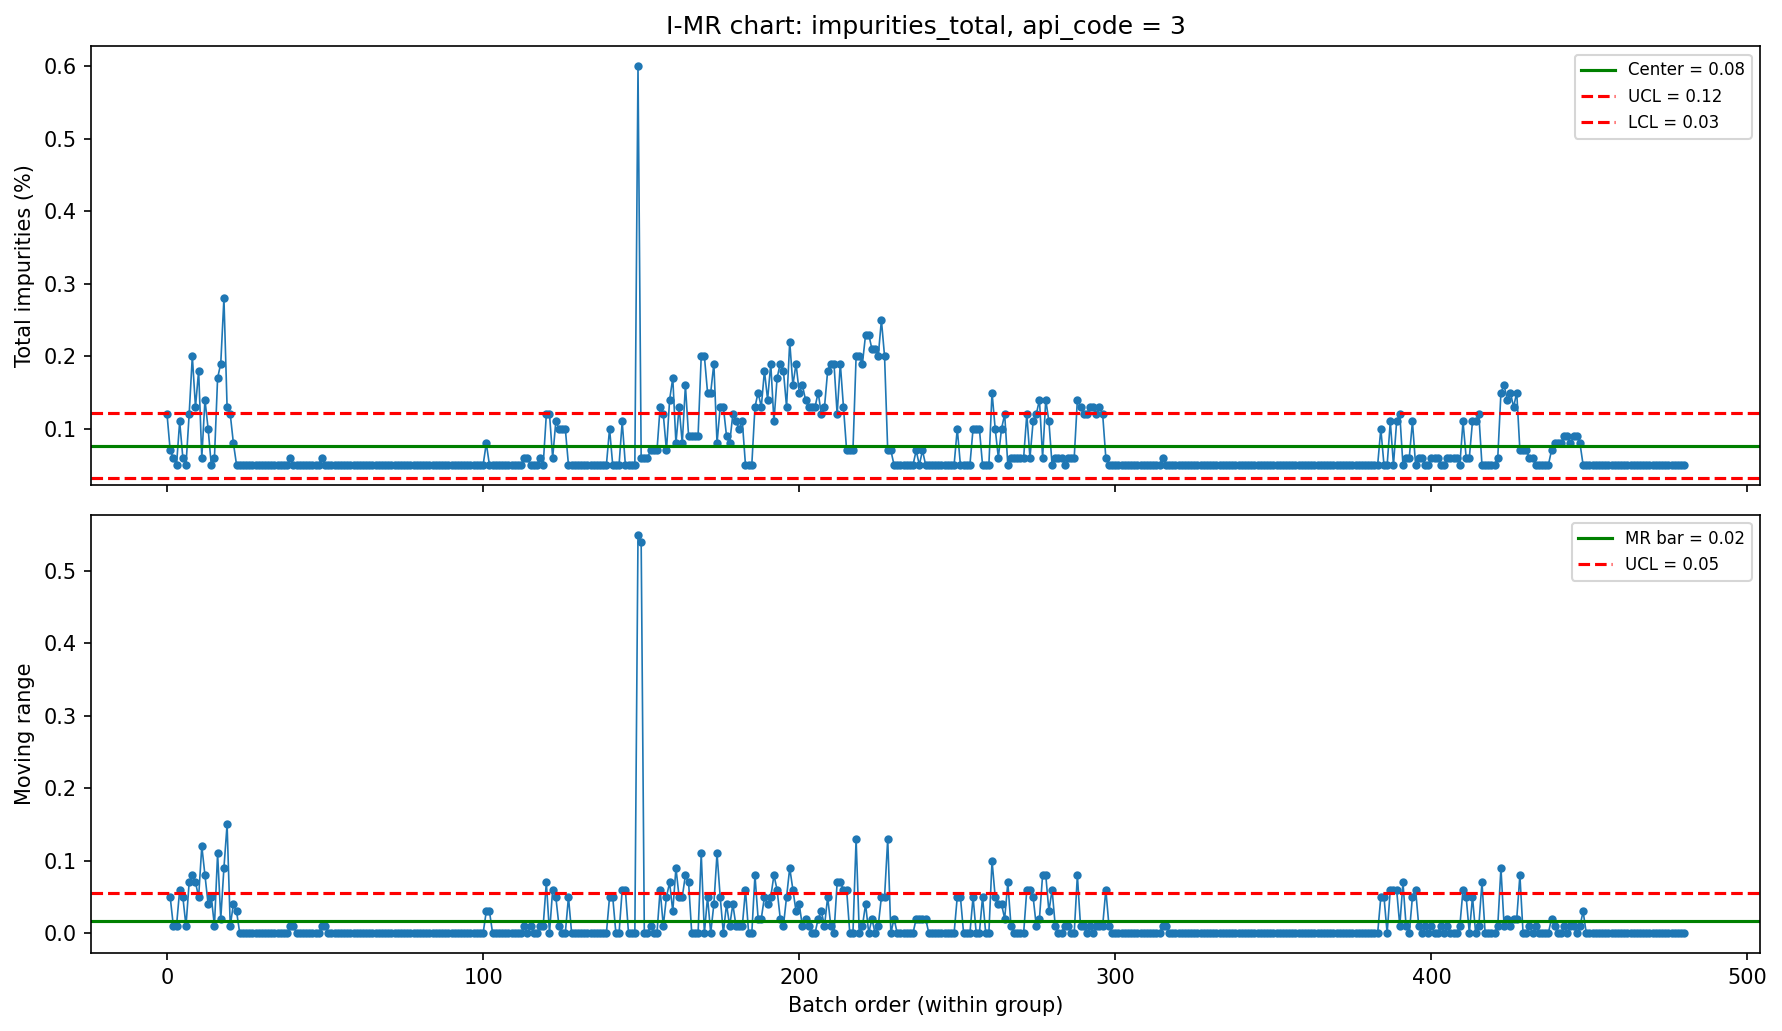 I-MR chart: impurities_total, api_code = 3
Total impurities (%)
0.6
0.5
0.4
0.3
0.2
0.1
Center = 0.08
UCL = 0.12
LCL = 0.03
Moving range
0.5
0.4
0.3
0.2
0.1
0.0
MR bar = 0.02
UCL = 0.05
0 100 200 300 400 500
Batch order (within group)